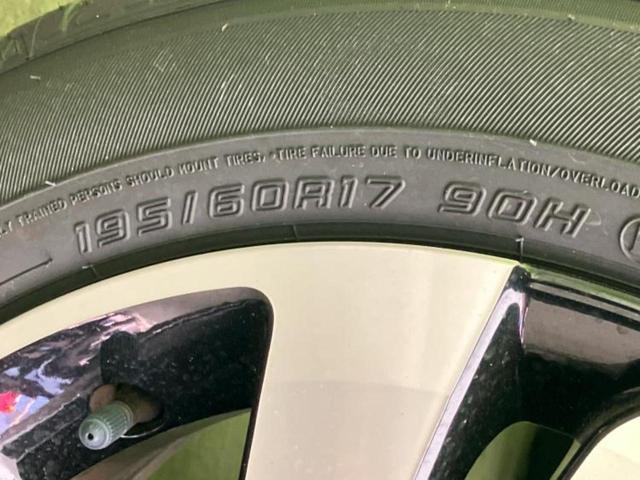 TRAINED PERSONS SHOULD MOUNT TIRES. •TIRE FAILURE DUE TO UNDERINFLATION/OVERLOAD
195/60R17 90H